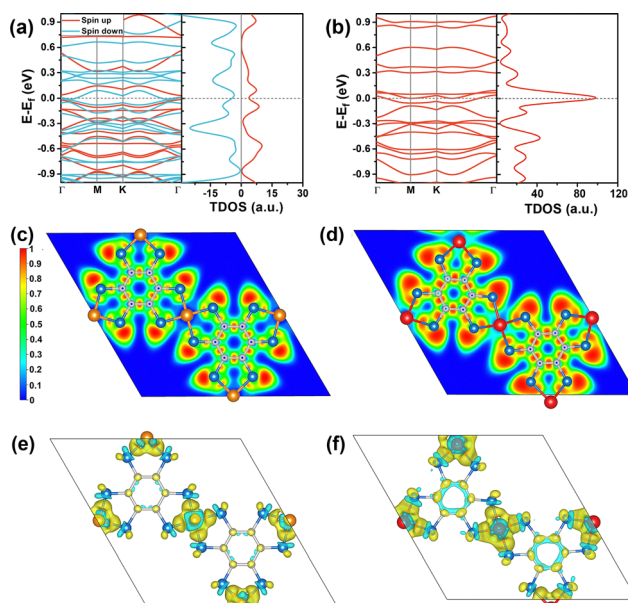 (a)
Spin up
Spin down
E-E_f (eV)
0.9
0.6
0.3
0.0
-0.3
-0.6
-0.9
Γ M K Γ
-15 0 15 30
TDOS (a.u.)
(b)
E-E_f (eV)
0.9
0.6
0.3
0.0
-0.3
-0.6
-0.9
Γ M K Γ
40 80 120
TDOS (a.u.)
(c)
1
0.9
0.8
0.7
0.6
0.5
0.4
0.3
0.2
0.1
0
(d)
(e)
(f)